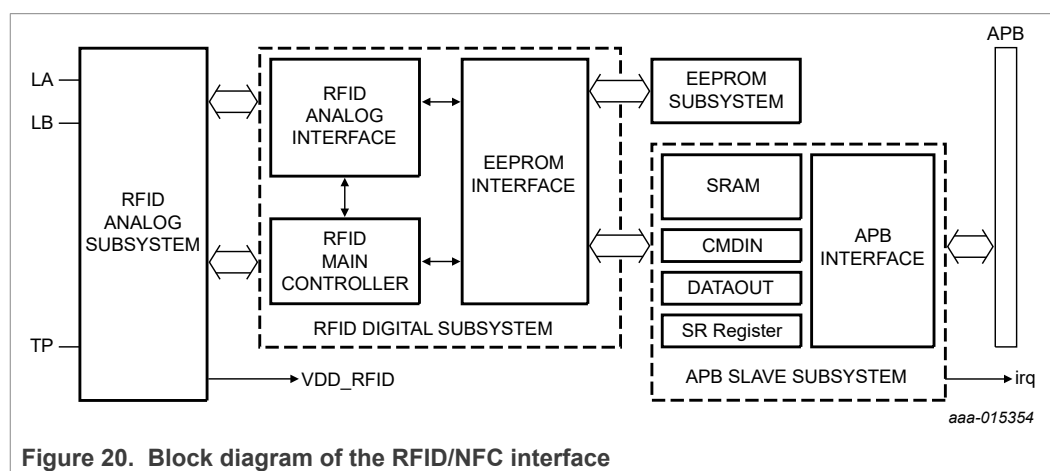 APB
LA
LB
TP
RFID
ANALOG
SUBSYSTEM
RFID
ANALOG
INTERFACE
RFID
MAIN
CONTROLLER
EEPROM
INTERFACE
RFID DIGITAL SUBSYSTEM
VDD_RFID
EEPROM
SUBSYSTEM
SRAM
CMDIN
DATAOUT
SR Register
APB
INTERFACE
APB SLAVE SUBSYSTEM
irq
aaa-015354
Figure 20. Block diagram of the RFID/NFC interface